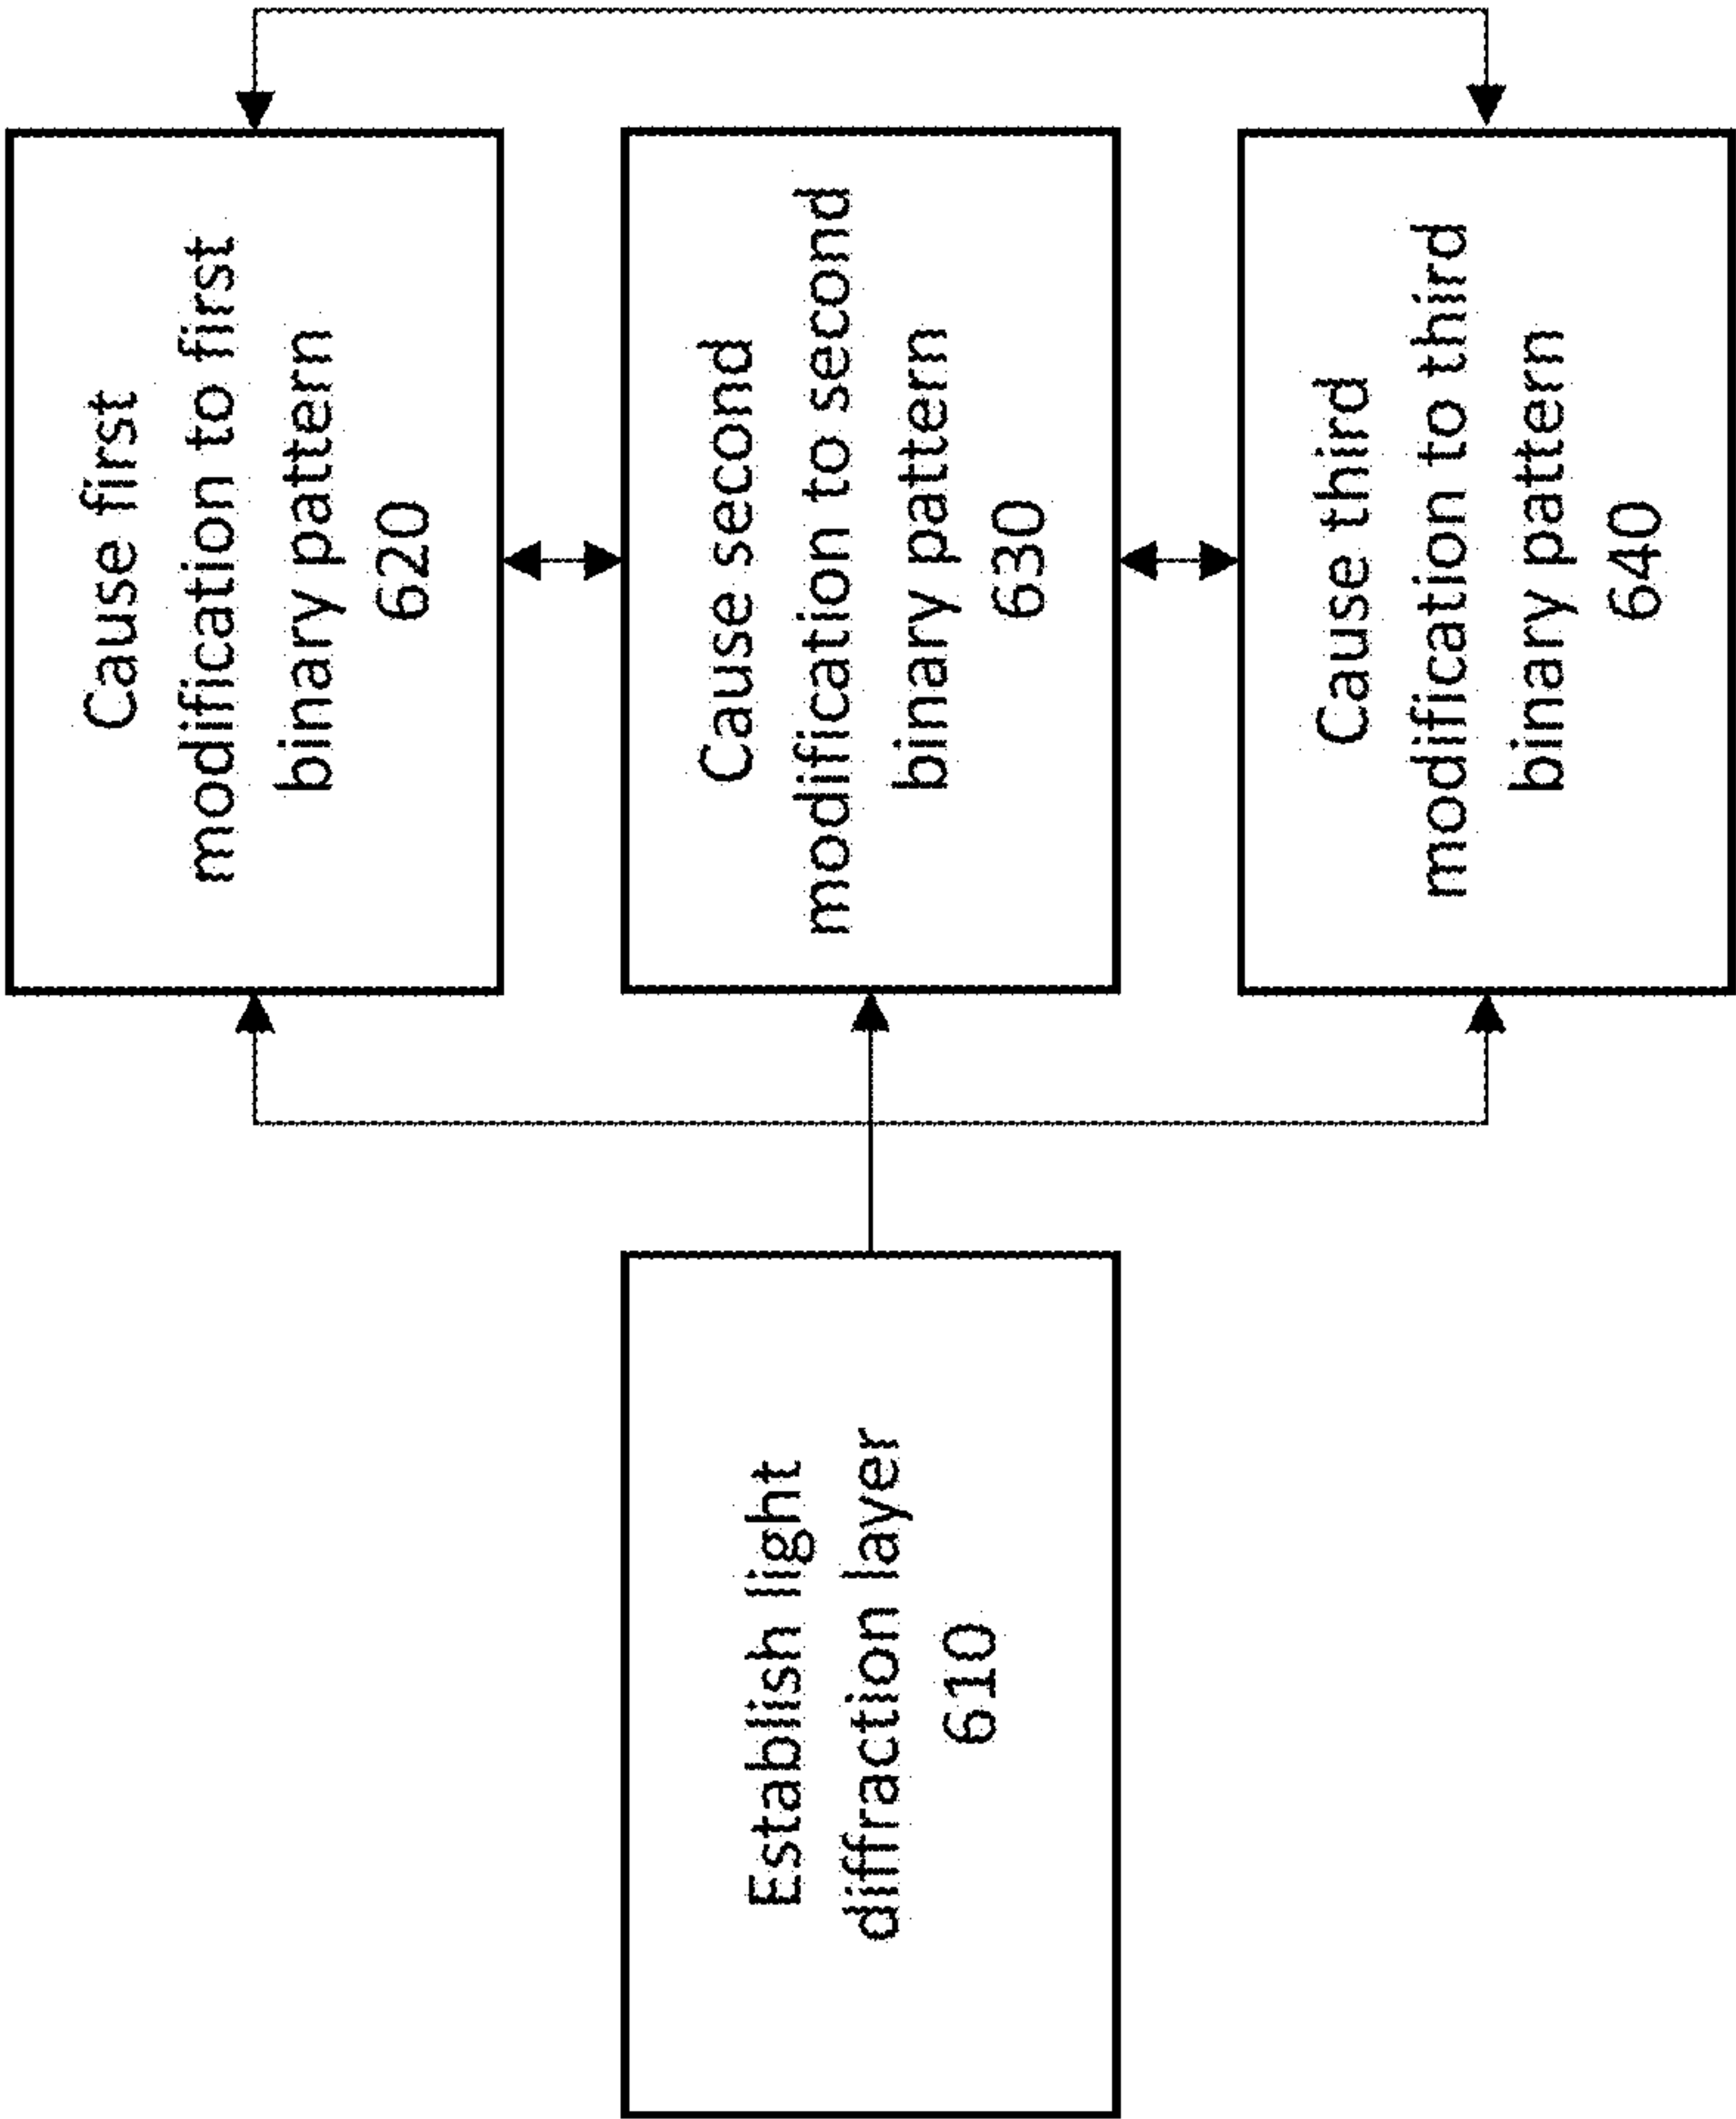 Establish light
diffraction layer
610
Cause first
modification to first
binary pattern
620
Cause second
modification to second
binary pattern
630
Cause third
modification to third
binary pattern
640